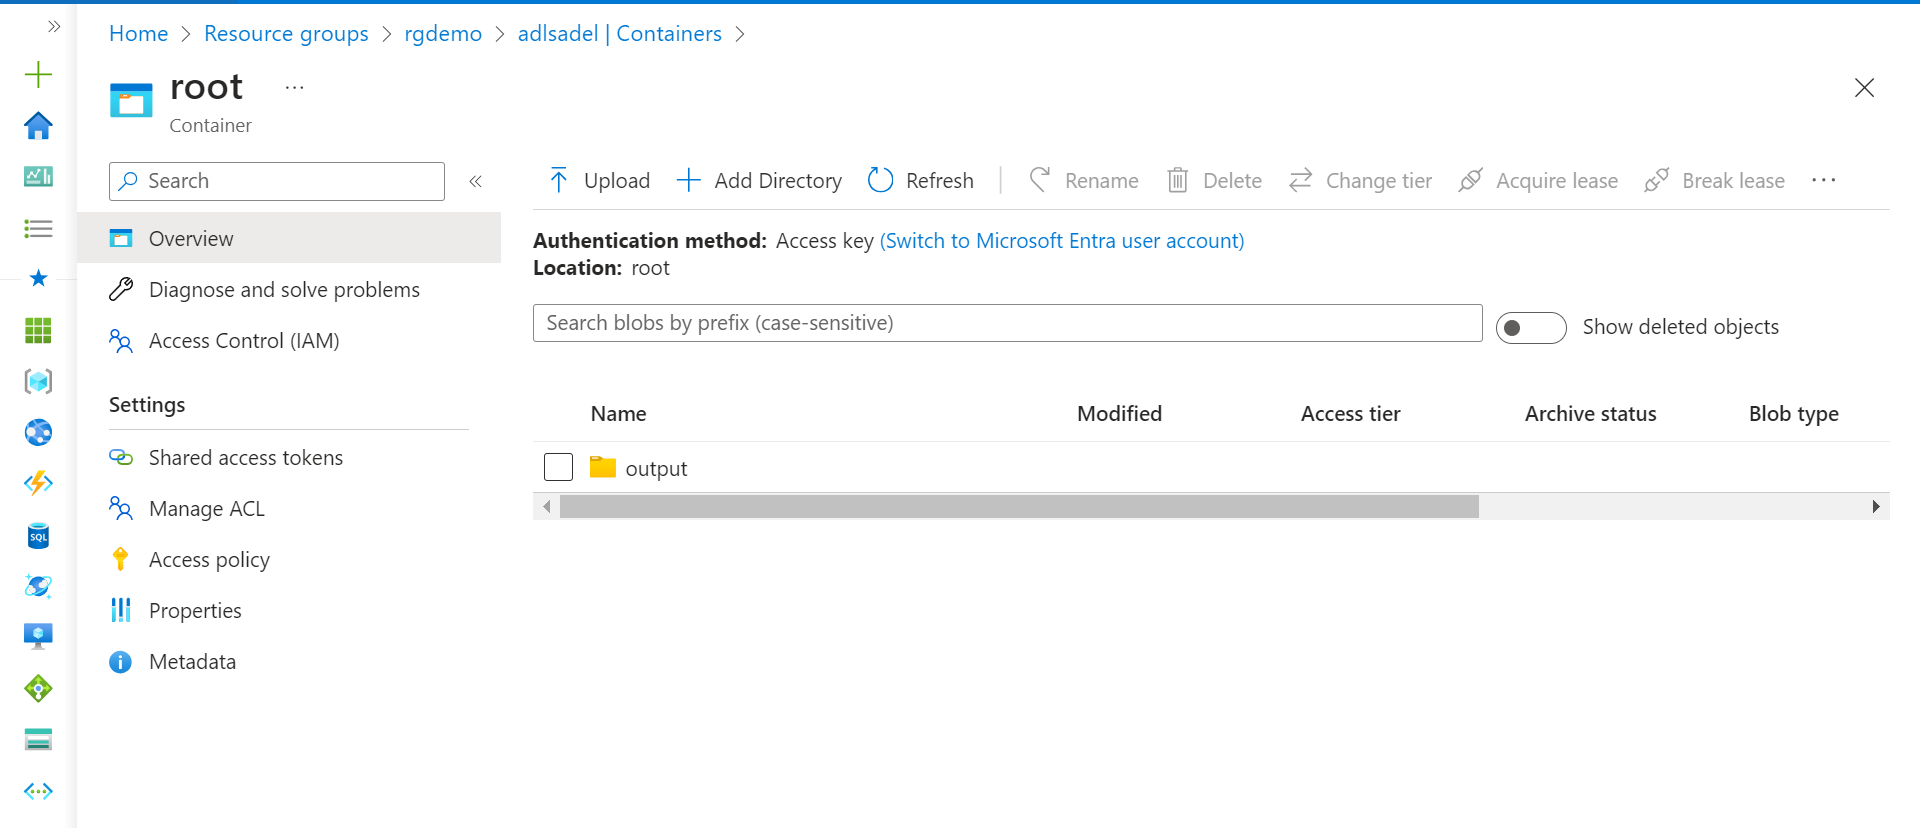 Home > Resource groups > rgdemo > adlsadel | Containers >
root ...
Container
Search
Overview
Diagnose and solve problems
Access Control (IAM)
Settings
Shared access tokens
Manage ACL
Access policy
Properties
Metadata
Upload Add Directory Refresh Rename Delete Change tier Acquire lease Break lease ...
Authentication method: Access key (Switch to Microsoft Entra user account)
Location: root
Search blobs by prefix (case-sensitive)
Show deleted objects
Name Modified Access tier Archive status Blob type
output
SQL